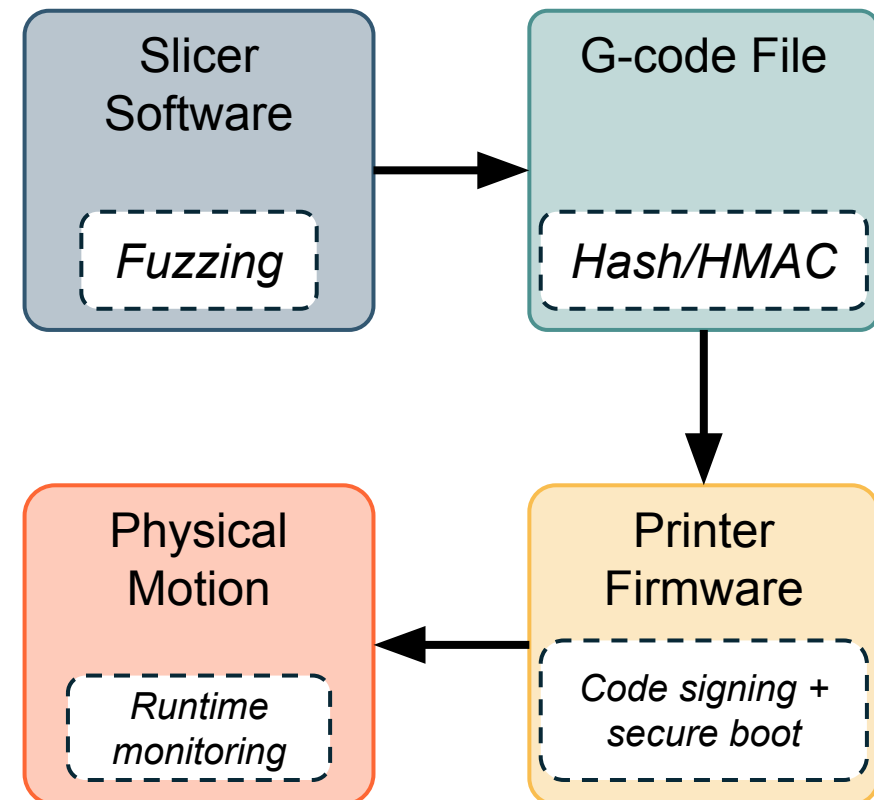 Slicer
Software
Fuzzing
G-code File
Hash/HMAC
Physical
Motion
Runtime
monitoring
Printer
Firmware
Code signing +
secure boot